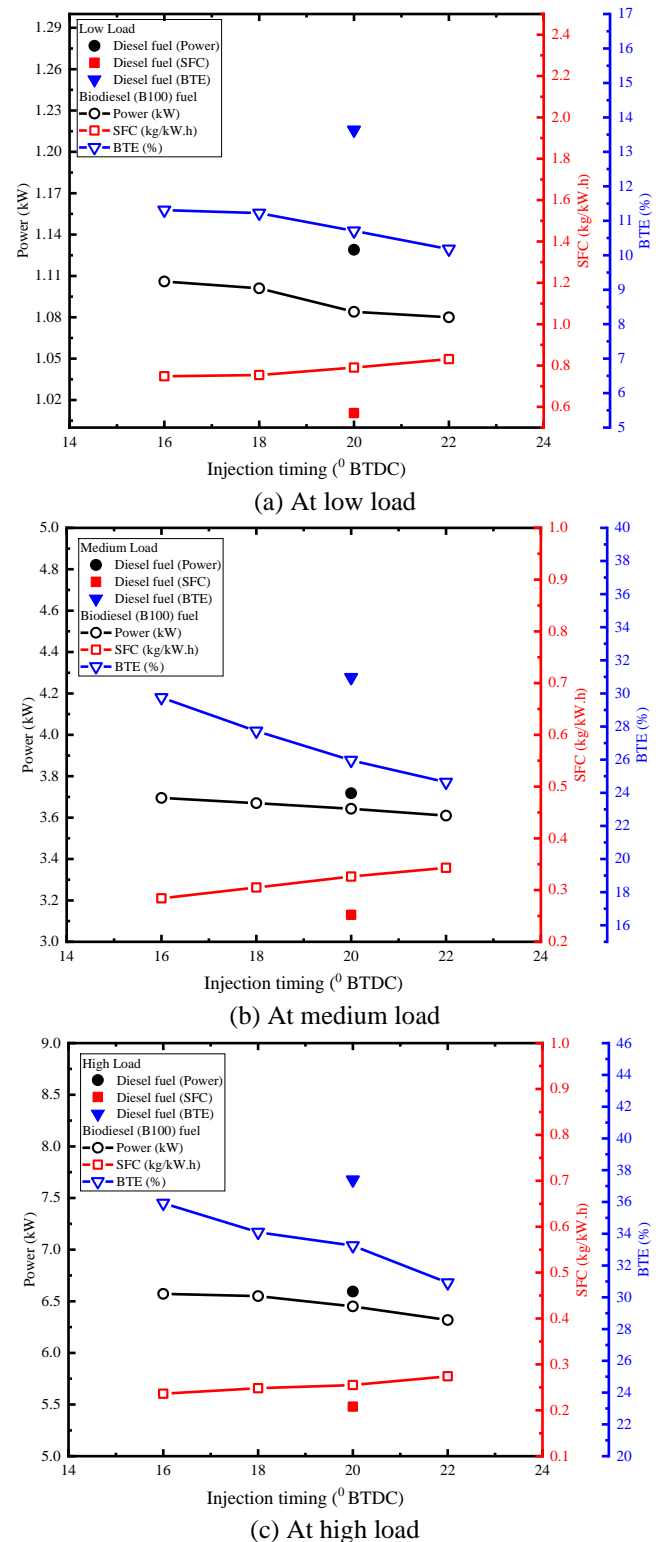 Low Load
Diesel fuel (Power)
Diesel fuel (SFC)
Diesel fuel (BTE)
Biodiesel (B100) fuel
Power (kW)
SFC (kg/kW.h)
BTE (%)
1.29
1.26
1.23
1.20
1.17
1.14
1.11
1.08
1.05
1.02
Power (kW)
2.4
2.2
2.0
1.8
1.6
1.4
1.2
1.0
0.8
0.6
SFC (kg/kW.h)
17
16
15
14
13
12
11
10
9
8
7
6
5
BTE (%)
14 16 18 20 22 24
Injection timing (⁰ BTDC)
(a) At low load
Medium Load
Diesel fuel (Power)
Diesel fuel (SFC)
Diesel fuel (BTE)
Biodiesel (B100) fuel
Power (kW)
SFC (kg/kW.h)
BTE (%)
5.0
4.8
4.6
4.4
4.2
4.0
3.8
3.6
3.4
3.2
3.0
Power (kW)
1.0
0.9
0.8
0.7
0.6
0.5
0.4
0.3
0.2
SFC (kg/kW.h)
40
38
36
34
32
30
28
26
24
22
20
18
16
BTE (%)
14 16 18 20 22 24
Injection timing (⁰ BTDC)
(b) At medium load
High Load
Diesel fuel (Power)
Diesel fuel (SFC)
Diesel fuel (BTE)
Biodiesel (B100) fuel
Power (kW)
SFC (kg/kW.h)
BTE (%)
9.0
8.5
8.0
7.5
7.0
6.5
6.0
5.5
5.0
Power (kW)
1.0
0.9
0.8
0.7
0.6
0.5
0.4
0.3
0.2
0.1
SFC (kg/kW.h)
46
44
42
40
38
36
34
32
30
28
26
24
22
20
BTE (%)
14 16 18 20 22 24
Injection timing (⁰ BTDC)
(c) At high load